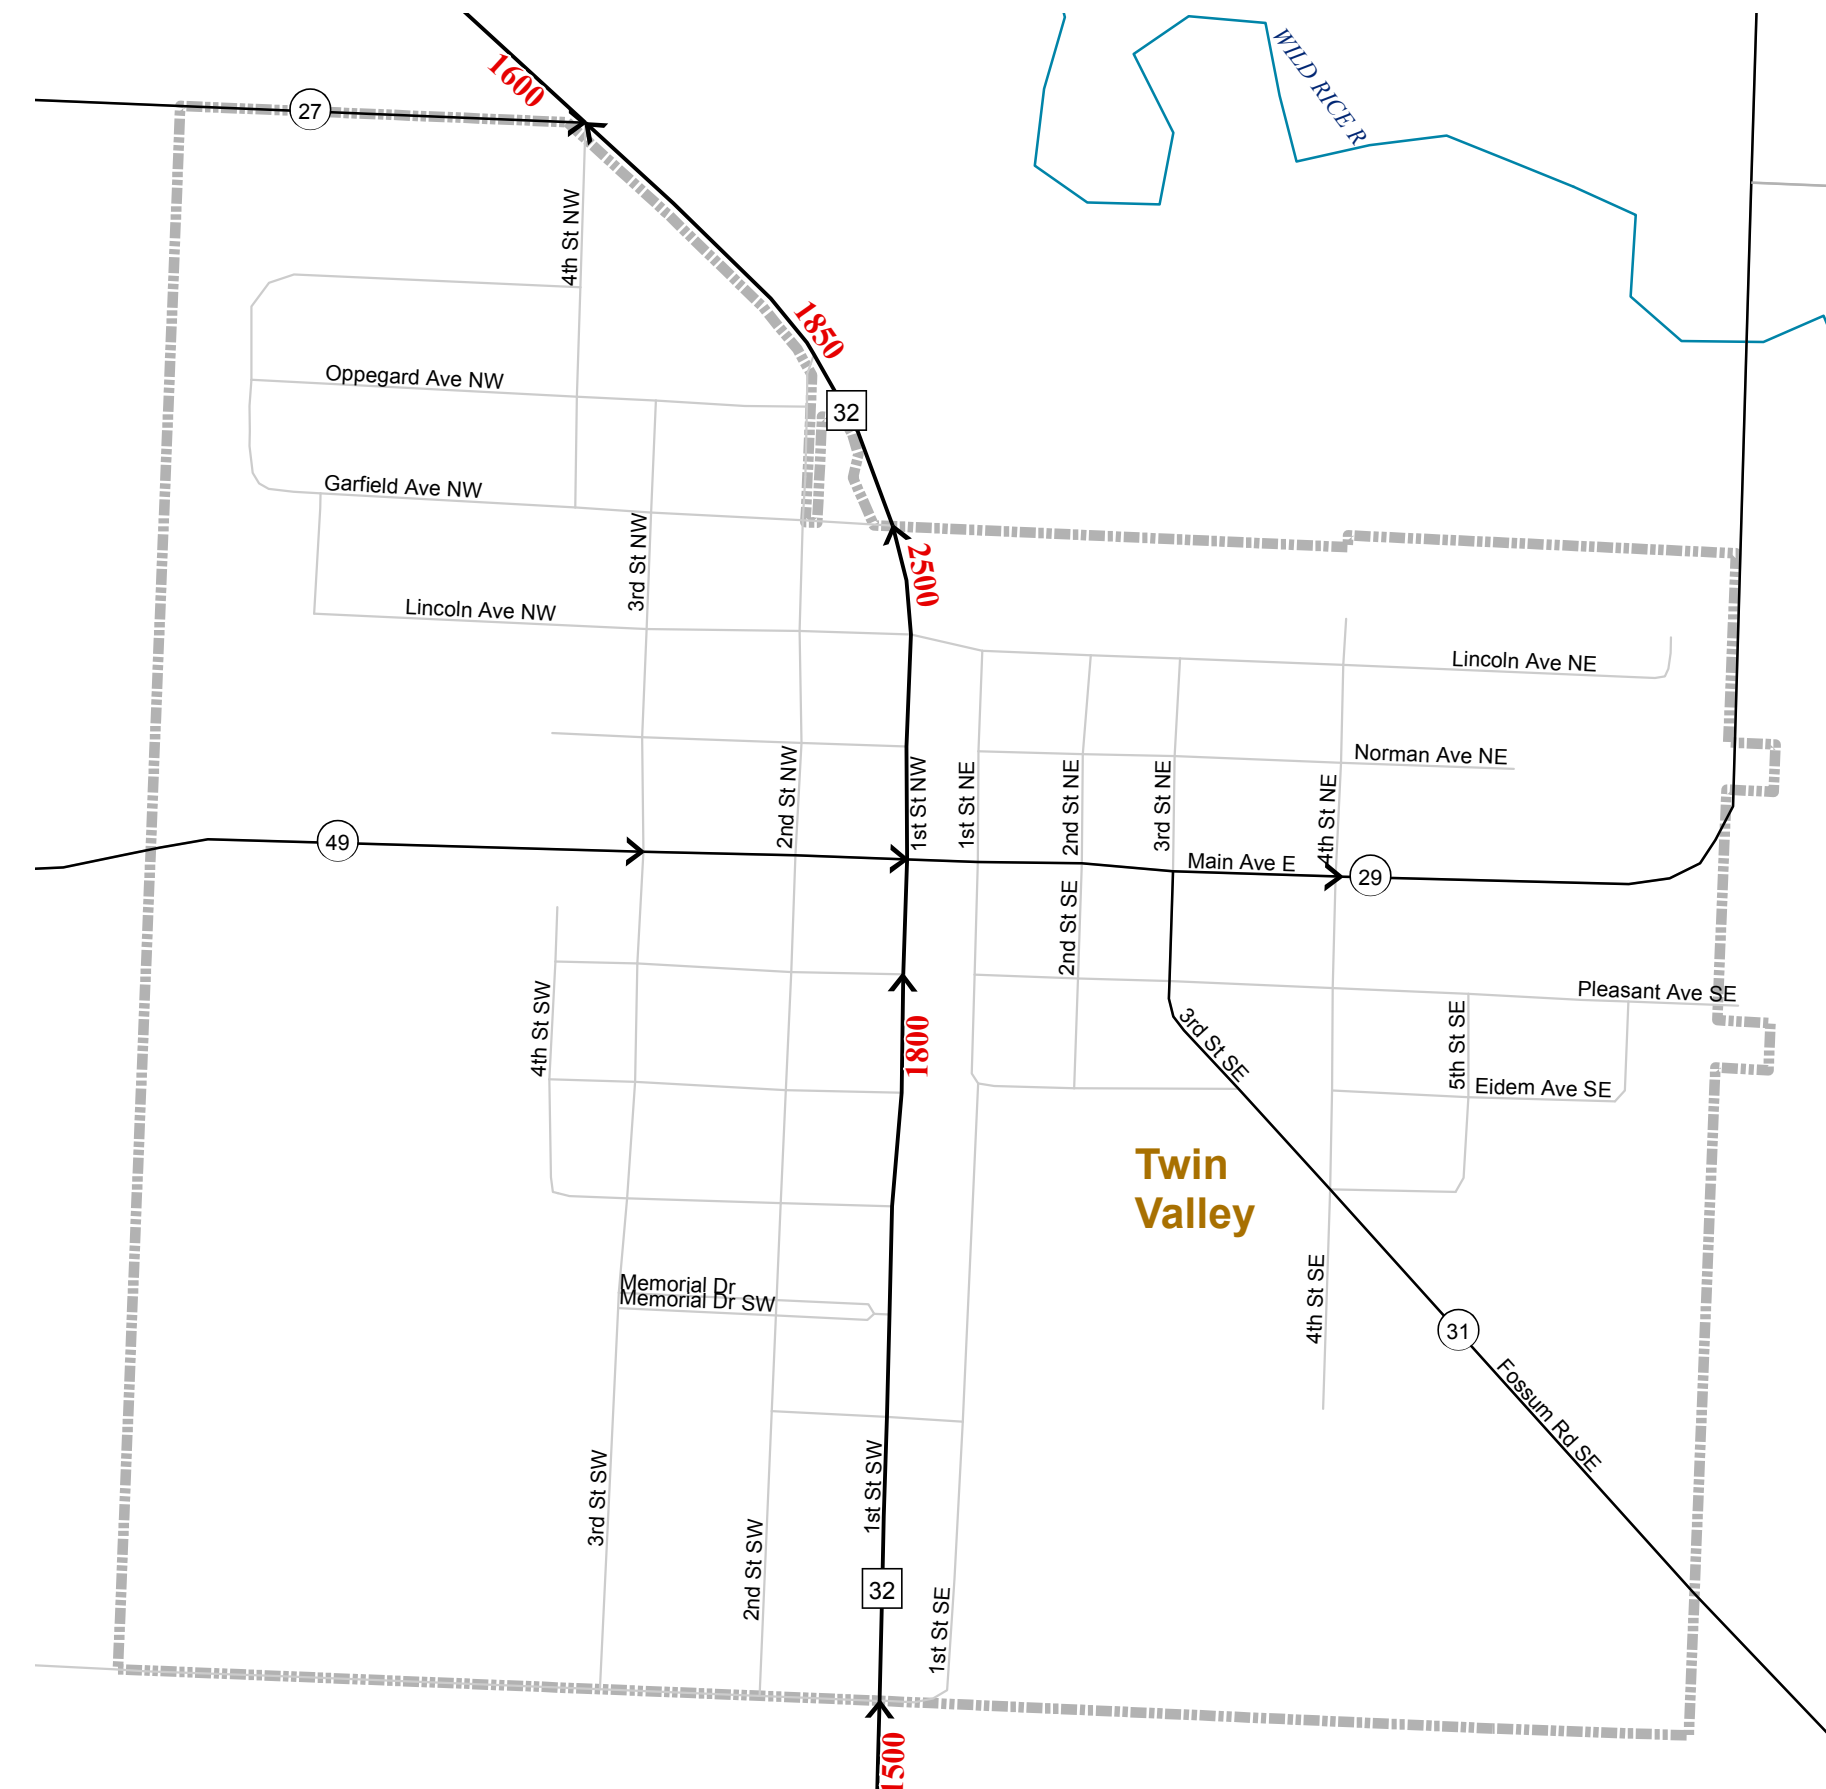 1600
WILD RICE R
27
4th St NW
1850
Oppegard Ave NW
32
Garfield Ave NW
3rd St NW
2500
Lincoln Ave NW
Lincoln Ave NE
Norman Ave NE
2nd St NW
1st St NW
1st St NE
2nd St NE
3rd St NE
4th St NE
49
Main Ave E
29
2nd St SE
4th St SW
1800
3rd St SE
Pleasant Ave SE
5th St SE
Eidem Ave SE
Twin
Valley
Memorial Dr
Memorial Dr SW
4th St SE
31
Fossum Rd SE
3rd St SW
2nd St SW
1st St SW
32
1st St SE
1500